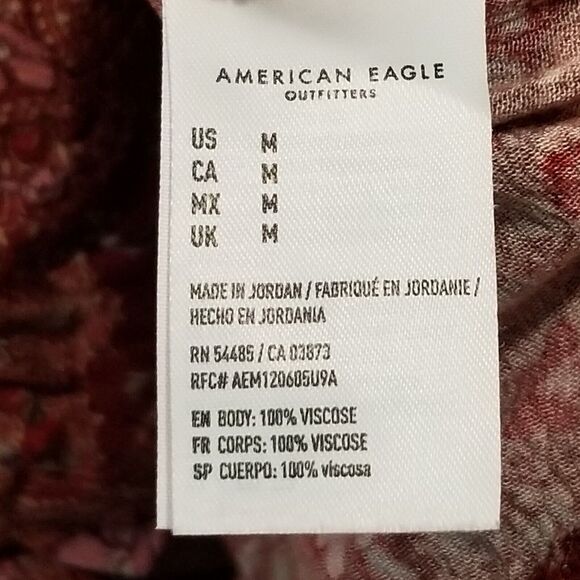 AMERICAN EAGLE
OUTFITTERS
US M
CA M
MX M
UK M
MADE IN JORDAN / FABRIQUÉ EN JORDANIE /
HECHO EN JORDANIA
RN 54485 / CA 03873
RFC# AEM120605U9A
EN BODY: 100% VISCOSE
FR CORPS: 100% VISCOSE
SP CUERPO: 100% viscosa